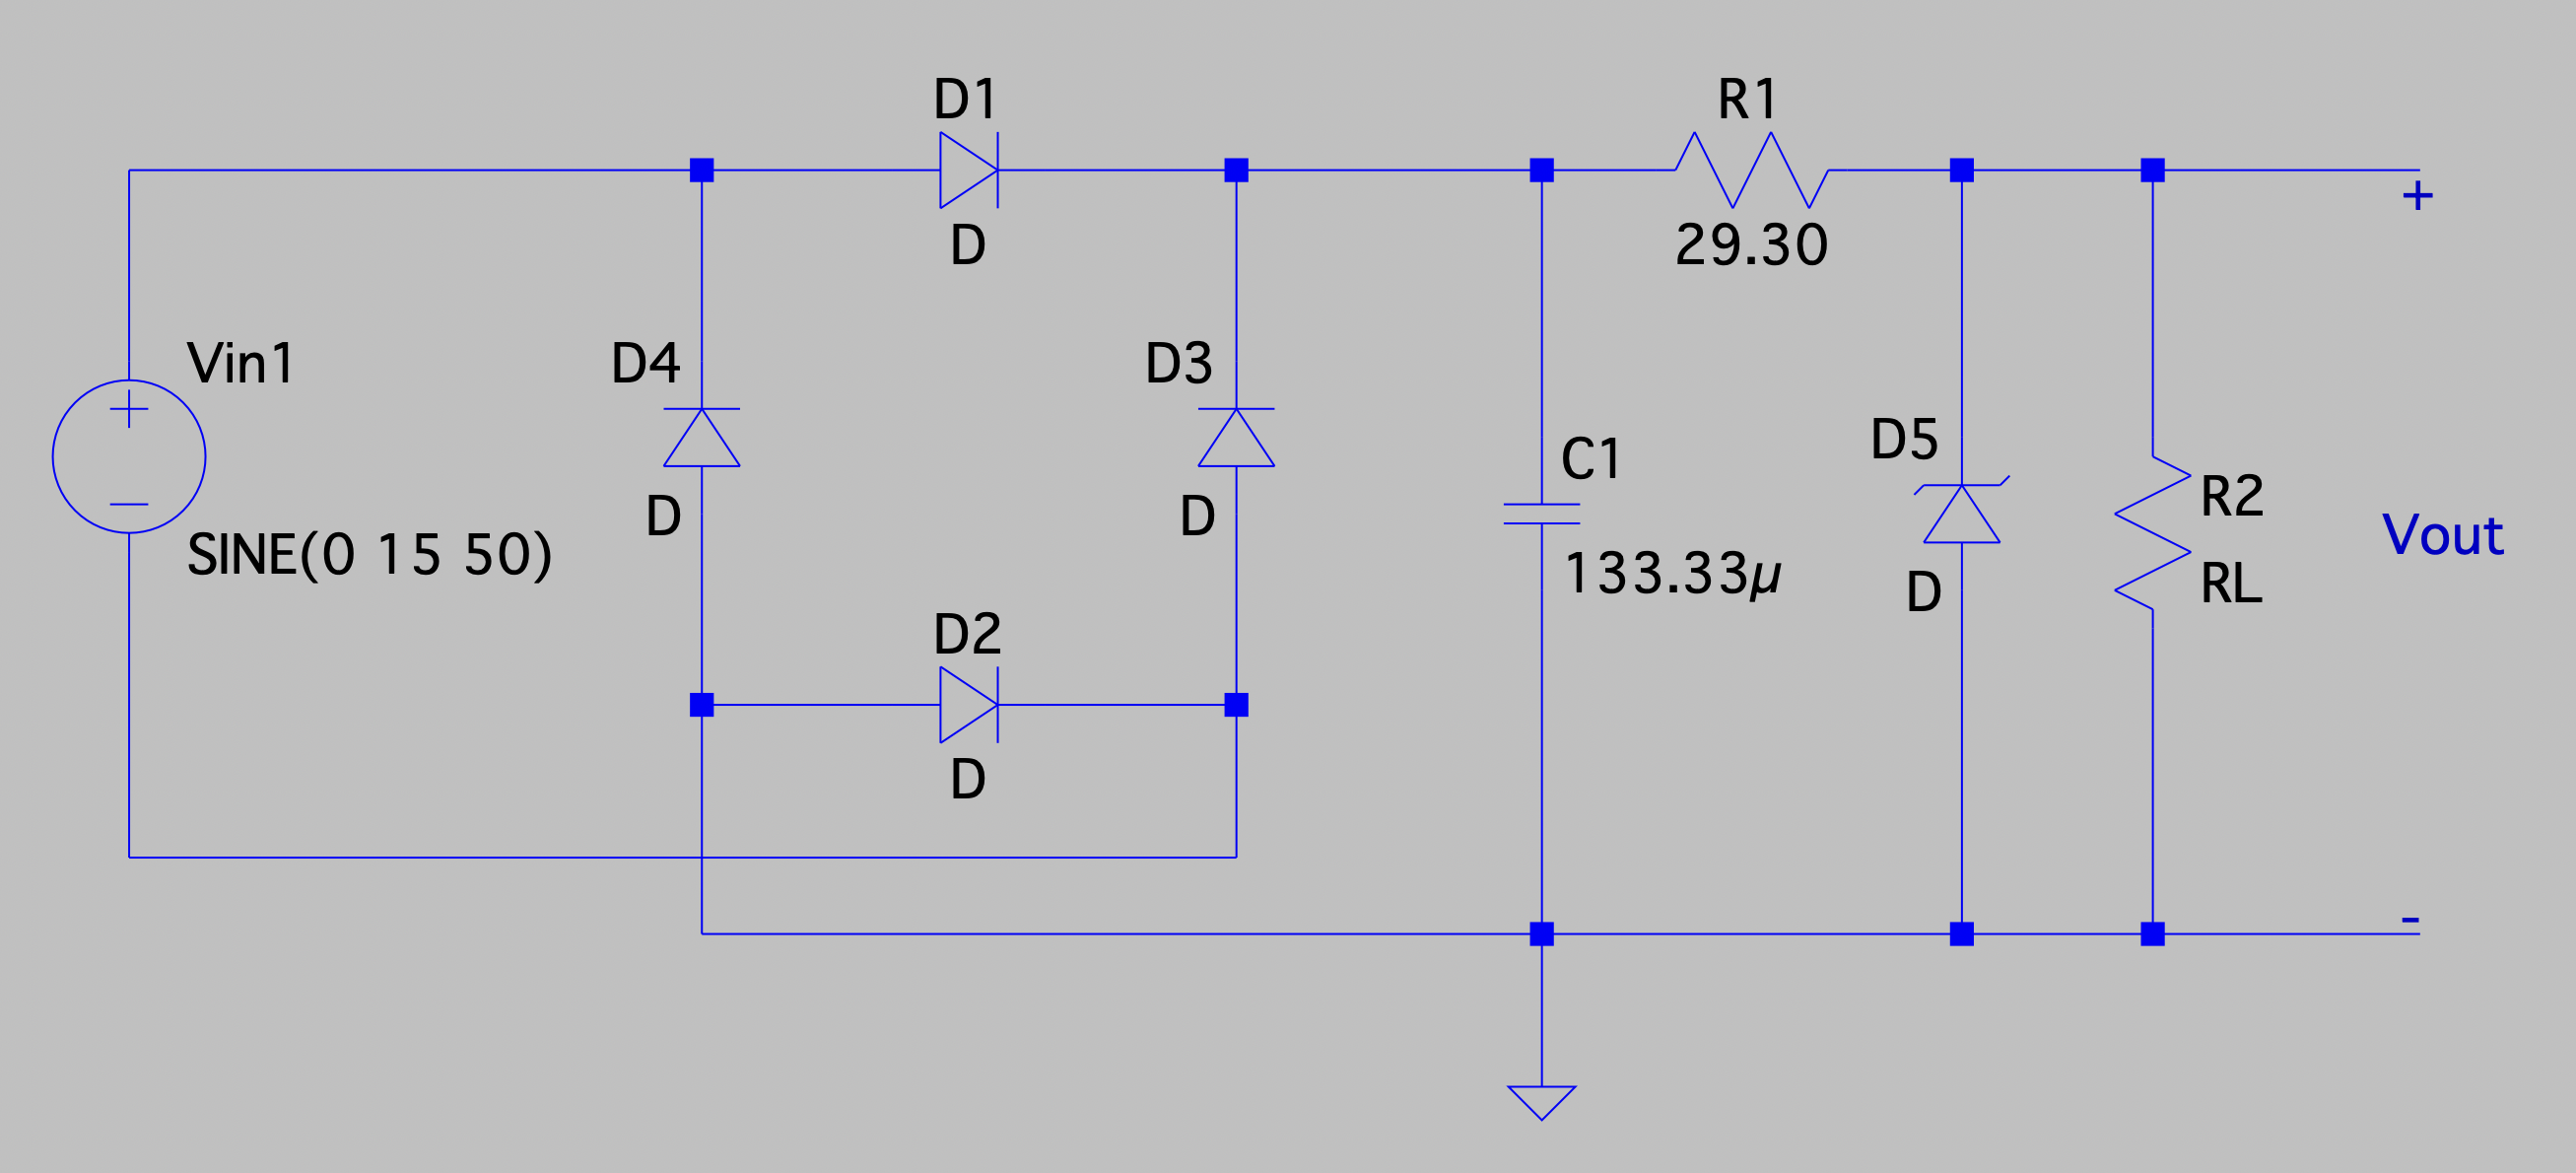 D1
D
R1
29.30
+
Vin1
SINE(0 15 50)
D4
D
D3
D
D2
D
C1
133.33µ
D5
D
R2
RL
Vout
-